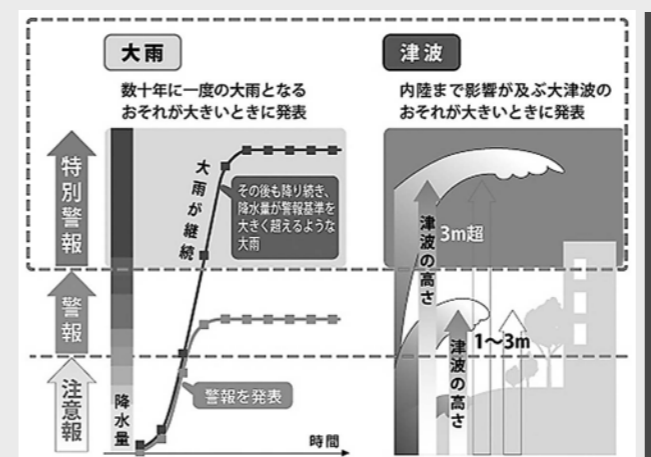 大雨
数十年に一度の大雨となる
おそれが大きいときに発表
津波
内陸まで影響が及ぶ大津波の
おそれが大きいときに発表
特別警報
警報
注意報
大雨が継続
その後も降り続き、
降水量が警報基準を
大きく超えるような
大雨
警報を発表
降水量
時間
津波の高さ
3m超
津波の高さ
1～3m